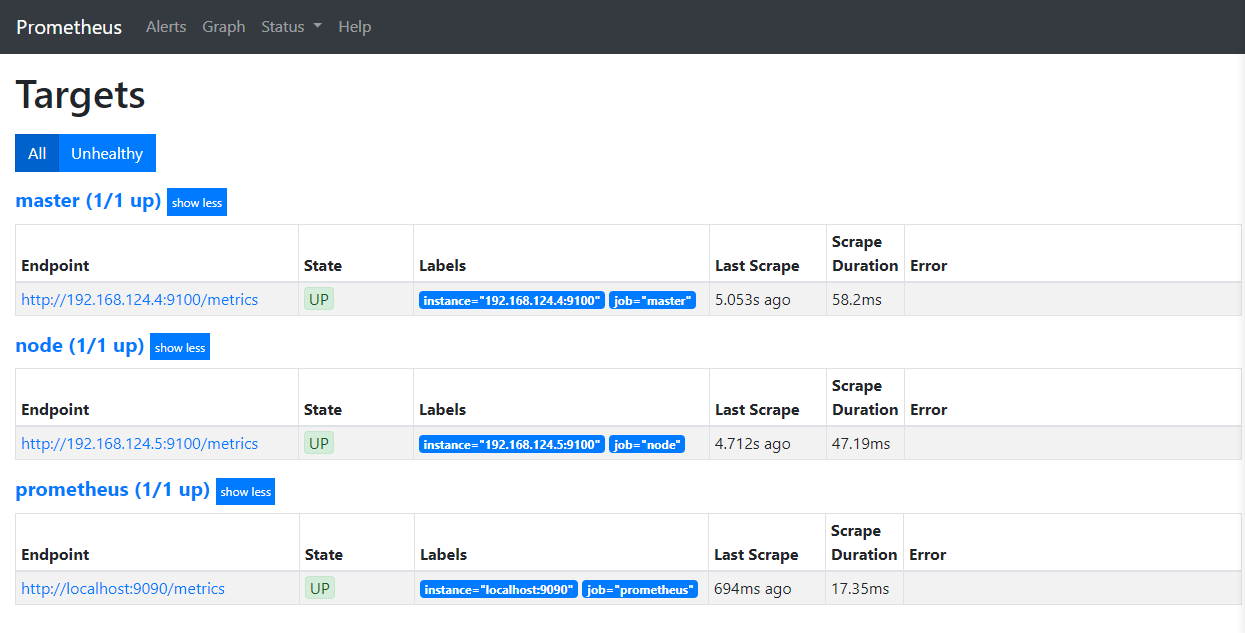 Prometheus Alerts Graph Status Help
Targets
All Unhealthy
master (1/1 up) show less
Endpoint State Labels Last Scrape Scrape Duration Error
http://192.168.124.4:9100/metrics UP instance="192.168.124.4:9100" job="master" 5.053s ago 58.2ms
node (1/1 up) show less
Endpoint State Labels Last Scrape Scrape Duration Error
http://192.168.124.5:9100/metrics UP instance="192.168.124.5:9100" job="node" 4.712s ago 47.19ms
prometheus (1/1 up) show less
Endpoint State Labels Last Scrape Scrape Duration Error
http://localhost:9090/metrics UP instance="localhost:9090" job="prometheus" 694ms ago 17.35ms